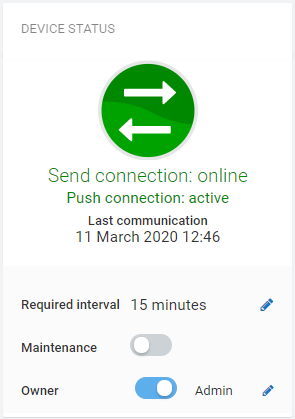 DEVICE STATUS
Send connection: online
Push connection: active
Last communication
11 March 2020 12:46
Required interval 15 minutes
Maintenance
Owner Admin